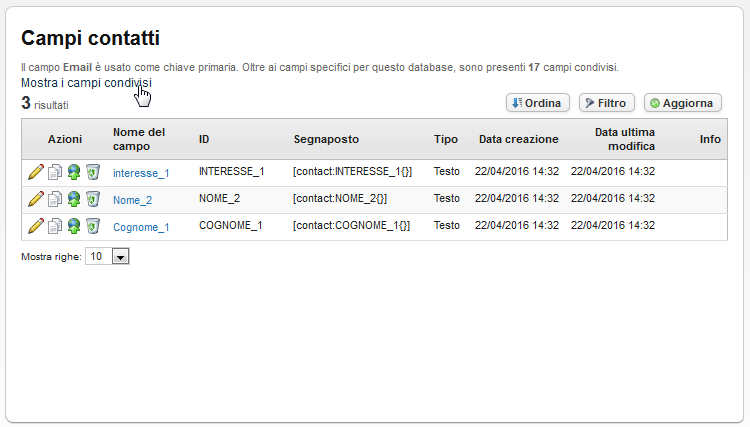 Campi contatti
Il campo Email è usato come chiave primaria. Oltre ai campi specifici per questo database, sono presenti 17 campi condivisi.
Mostra i campi condivisi
3 risultati
Ordina Filtro Aggiorna
Azioni Nome del campo ID Segnaposto Tipo Data creazione Data ultima modifica Info
interesse_1 INTERESSE_1 [contact:INTERESSE_1{}] Testo 22/04/2016 14:32 22/04/2016 14:32
Nome_2 NOME_2 [contact:NOME_2{}] Testo 22/04/2016 14:32 22/04/2016 14:32
Cognome_1 COGNOME_1 [contact:COGNOME_1{}] Testo 22/04/2016 14:32 22/04/2016 14:32
Mostra righe: 10